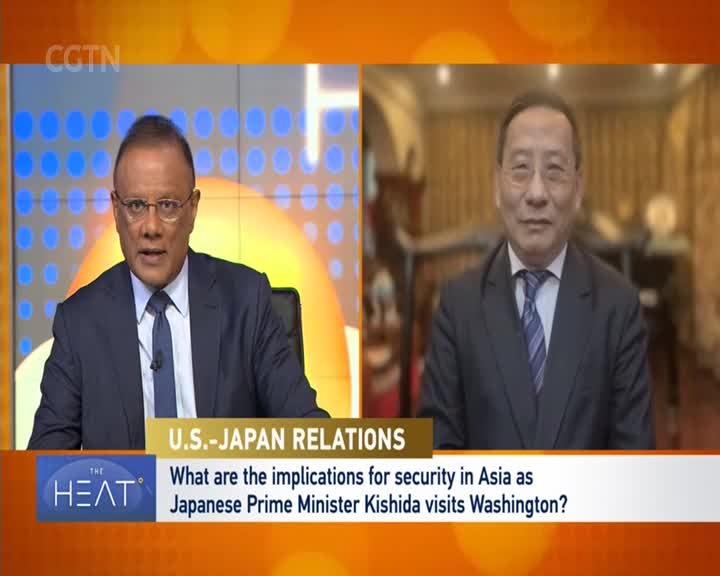 CGTN
U.S.-JAPAN RELATIONS
THE
HEAT
What are the implications for security in Asia as
Japanese Prime Minister Kishida visits Washington?